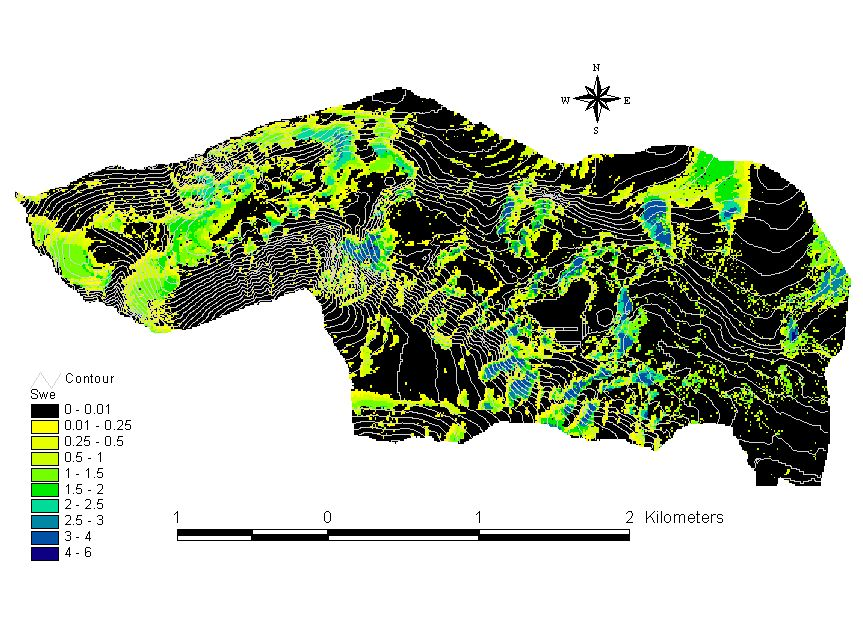 N
W E
S
Contour
Swe
0 - 0.01
0.01 - 0.25
0.25 - 0.5
0.5 - 1
1 - 1.5
1.5 - 2
2 - 2.5
2.5 - 3
3 - 4
4 - 6
1 0 1 2 Kilometers